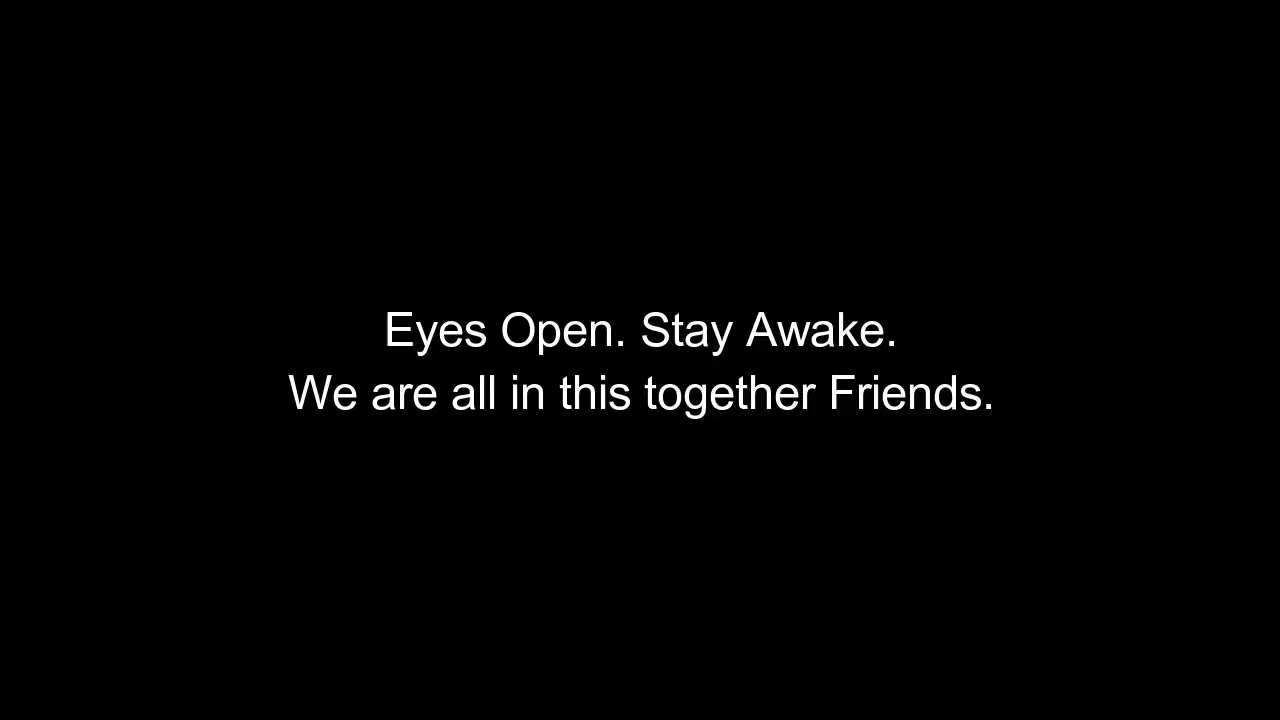 Eyes Open. Stay Awake.
We are all in this together Friends.